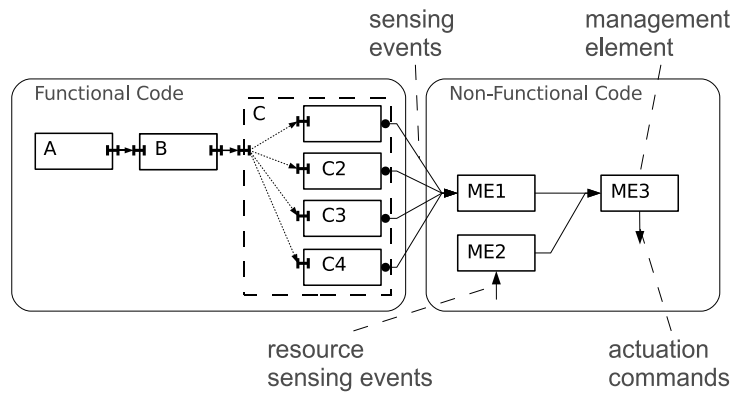 sensing
events
management
element
Functional Code
Non-Functional Code
C
A
B
C2
C3
C4
ME1
ME2
ME3
resource
sensing events
actuation
commands